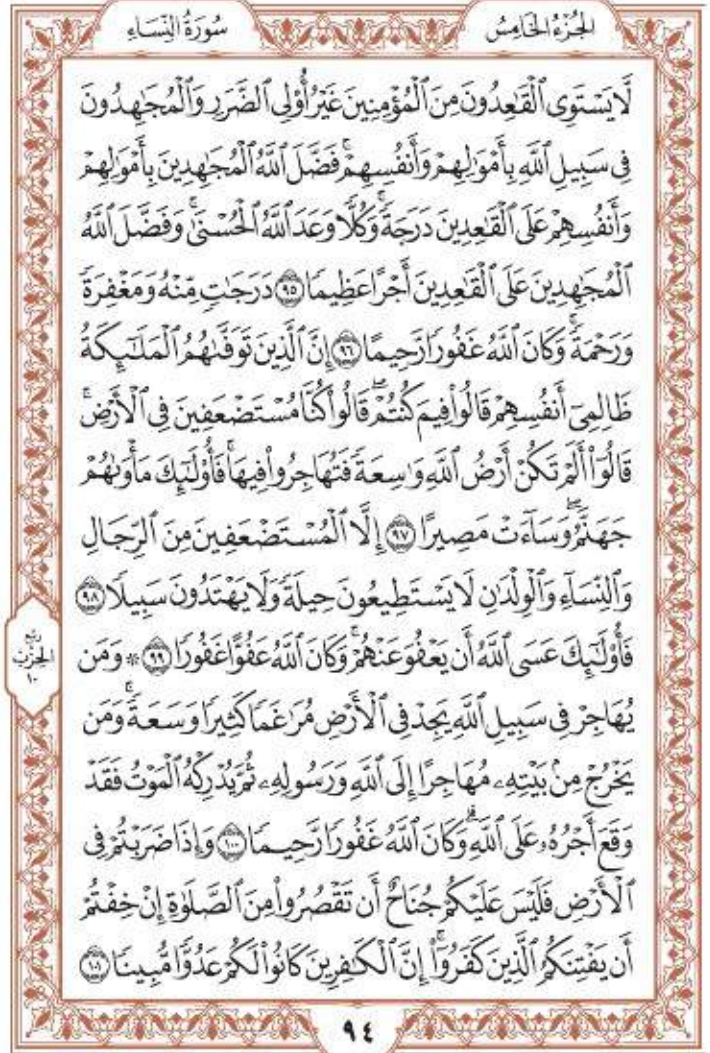 الجُزْءُ الخَامِسُ
سُورَةُ النِّسَاءِ
لَّا يَسْتَوِى ٱلْقَٰعِدُونَ مِنَ ٱلْمُؤْمِنِينَ غَيْرُ أُو۟لِى ٱلضَّرَرِ وَٱلْمُجَٰهِدُونَ
فِى سَبِيلِ ٱللَّهِ بِأَمْوَٰلِهِمْ وَأَنفُسِهِمْ ۚ فَضَّلَ ٱللَّهُ ٱلْمُجَٰهِدِينَ بِأَمْوَٰلِهِمْ
وَأَنفُسِهِمْ عَلَى ٱلْقَٰعِدِينَ دَرَجَةً ۚ وَكُلًّا وَعَدَ ٱللَّهُ ٱلْحُسْنَىٰ ۚ وَفَضَّلَ ٱللَّهُ
ٱلْمُجَٰهِدِينَ عَلَى ٱلْقَٰعِدِينَ أَجْرًا عَظِيمًا ٩٥ دَرَجَٰتٍ مِّنْهُ وَمَغْفِرَةً
وَرَحْمَةً ۚ وَكَانَ ٱللَّهُ غَفُورًا رَّحِيمًا ٩٦ إِنَّ ٱلَّذِينَ تَوَفَّىٰهُمُ ٱلْمَلَٰٓئِكَةُ
ظَالِمِىٓ أَنفُسِهِمْ قَالُوا۟ فِيمَ كُنتُمْ ۖ قَالُوا۟ كُنَّا مُسْتَضْعَفِينَ فِى ٱلْأَرْضِ ۚ
قَالُوٓا۟ أَلَمْ تَكُنْ أَرْضُ ٱللَّهِ وَٰسِعَةً فَتُهَاجِرُوا۟ فِيهَا ۚ فَأُو۟لَٰٓئِكَ مَأْوَىٰهُمْ
جَهَنَّمُ ۖ وَسَآءَتْ مَصِيرًا ٩٧ إِلَّا ٱلْمُسْتَضْعَفِينَ مِنَ ٱلرِّجَالِ
وَٱلنِّسَآءِ وَٱلْوِلْدَٰنِ لَا يَسْتَطِيعُونَ حِيلَةً وَلَا يَهْتَدُونَ سَبِيلًا ٩٨
فَأُو۟لَٰٓئِكَ عَسَى ٱللَّهُ أَن يَعْفُوَ عَنْهُمْ ۚ وَكَانَ ٱللَّهُ عَفُوًّا غَفُورًا ٩٩ ۞ وَمَن
يُهَاجِرْ فِى سَبِيلِ ٱللَّهِ يَجِدْ فِى ٱلْأَرْضِ مُرَٰغَمًا كَثِيرًا وَسَعَةً ۚ وَمَن
يَخْرُجْ مِنۢ بَيْتِهِۦ مُهَاجِرًا إِلَى ٱللَّهِ وَرَسُولِهِۦ ثُمَّ يُدْرِكْهُ ٱلْمَوْتُ فَقَدْ
وَقَعَ أَجْرُهُۥ عَلَى ٱللَّهِ ۗ وَكَانَ ٱللَّهُ غَفُورًا رَّحِيمًا ١٠٠ وَإِذَا ضَرَبْتُمْ فِى
ٱلْأَرْضِ فَلَيْسَ عَلَيْكُمْ جُنَاحٌ أَن تَقْصُرُوا۟ مِنَ ٱلصَّلَوٰةِ إِنْ خِفْتُمْ
أَن يَفْتِنَكُمُ ٱلَّذِينَ كَفَرُوٓا۟ ۚ إِنَّ ٱلْكَٰفِرِينَ كَانُوا۟ لَكُمْ عَدُوًّا مُّبِينًا ١٠١
رُبع
الحِزْبِ
١٠
٩٤